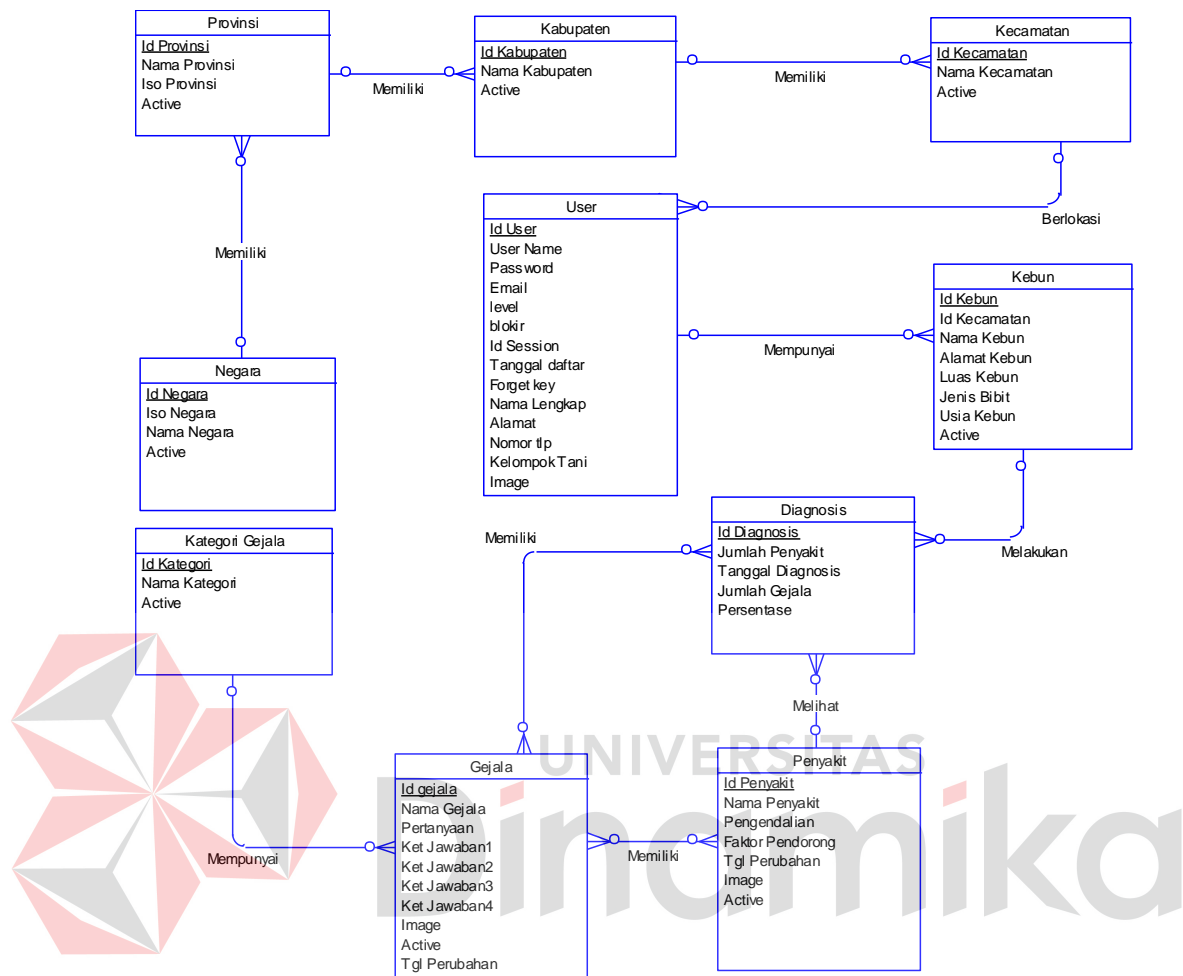 Provinsi
Id Provinsi
Nama Provinsi
Iso Provinsi
Active
Memiliki
Kabupaten
Id Kabupaten
Nama Kabupaten
Active
Memiliki
Kecamatan
Id Kecamatan
Nama Kecamatan
Active
Berlokasi
Memiliki
User
Id User
User Name
Password
Email
level
blokir
Id Session
Tanggal daftar
Forget key
Nama Lengkap
Alamat
Nomor tlp
Kelompok Tani
Image
Mempunyai
Kebun
Id Kebun
Id Kecamatan
Nama Kebun
Alamat Kebun
Luas Kebun
Jenis Bibit
Usia Kebun
Active
Negara
Id Negara
Iso Negara
Nama Negara
Active
Melakukan
Memiliki
Diagnosis
Id Diagnosis
Jumlah Penyakit
Tanggal Diagnosis
Jumlah Gejala
Persentase
Kategori Gejala
Id Kategori
Nama Kategori
Active
Melihat
Mempunyai
Gejala
Id gejala
Nama Gejala
Pertanyaan
Ket Jawaban1
Ket Jawaban2
Ket Jawaban3
Ket Jawaban4
Image
Active
Tgl Perubahan
Memiliki
Penyakit
Id Penyakit
Nama Penyakit
Pengendalian
Faktor Pendorong
Tgl Perubahan
Image
Active
UNIVERSITAS
Dinamika